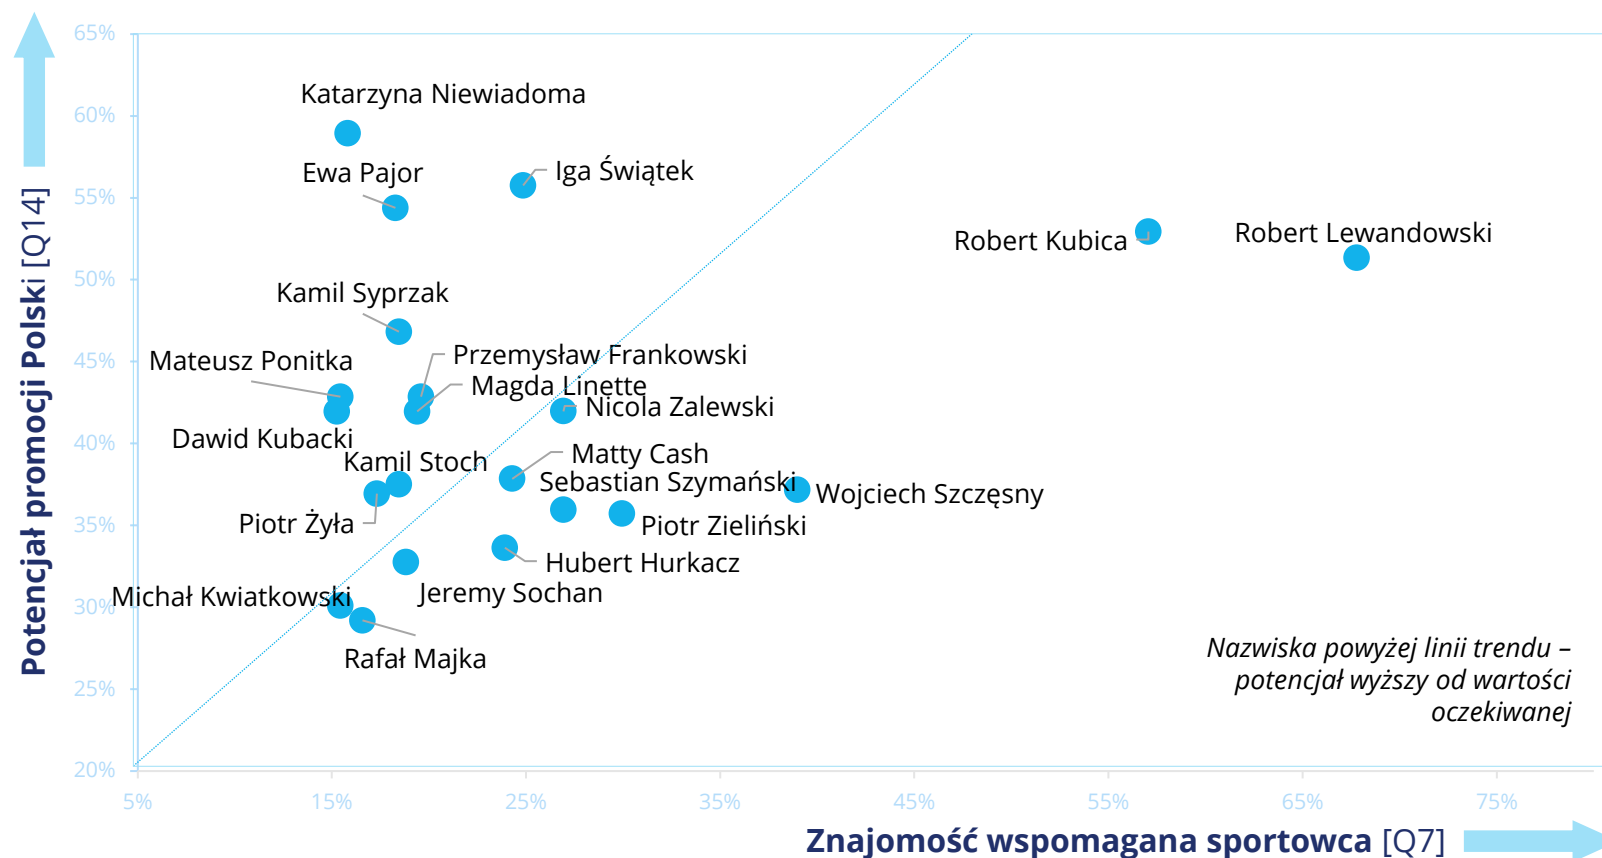 65%
Katarzyna Niewiadoma
60%
Ewa Pajor
Iga Świątek
55%
Robert Kubica
Robert Lewandowski
50%
Kamil Syprzak
45%
Mateusz Ponitka
Przemysław Frankowski
Magda Linette
Nicola Zalewski
40%
Dawid Kubacki
Kamil Stoch
Matty Cash
Sebastian Szymański
Wojciech Szczęsny
35%
Piotr Żyła
Piotr Zieliński
Hubert Hurkacz
Michał Kwiatkowski
Jeremy Sochan
30%
Rafał Majka
25%
20%
Nazwiska powyżej linii trendu –
potencjał wyższy od wartości
oczekiwanej
5% 15% 25% 35% 45% 55% 65% 75%
Potencjał promocji Polski [Q14]
Znajomość wspomagana sportowca [Q7]